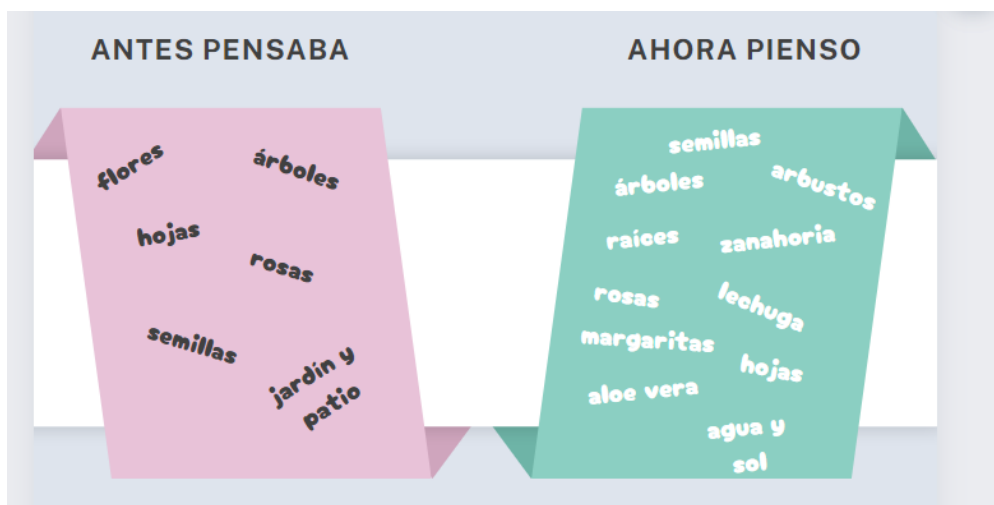 ANTES PENSABA
flores
árboles
hojas
rosas
semillas
jardín y
patio
AHORA PIENSO
semillas
árboles
arbustos
raíces
zanahoria
rosas
lechuga
margaritas
hojas
aloe vera
agua y
sol